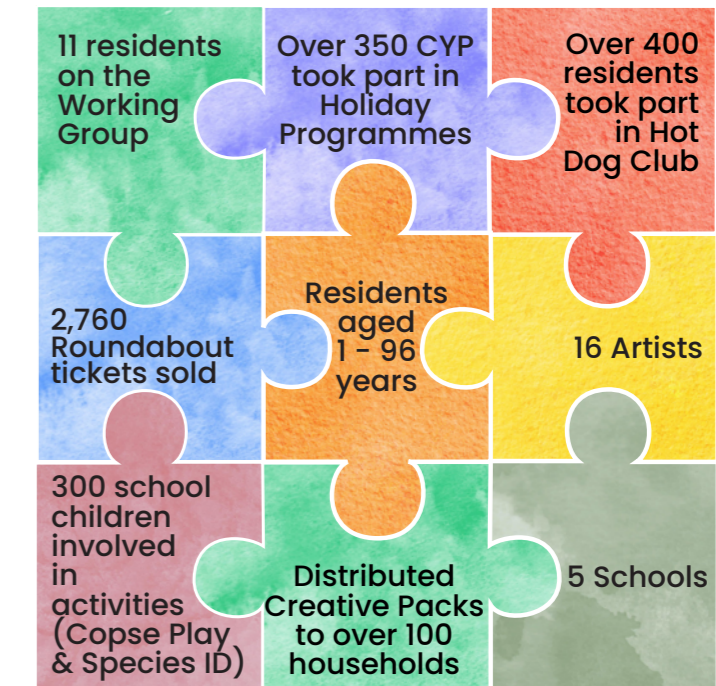 11 residents
on the
Working
Group
Over 350 CYP
took part in
Holiday
Programmes
Over 400
residents
took part
in Hot
Dog Club
2,760
Roundabout
tickets sold
Residents
aged
1 - 96
years
16 Artists
300 school
children
involved
in
activities
(Copse Play
& Species ID)
Distributed
Creative Packs
to over 100
households
5 Schools